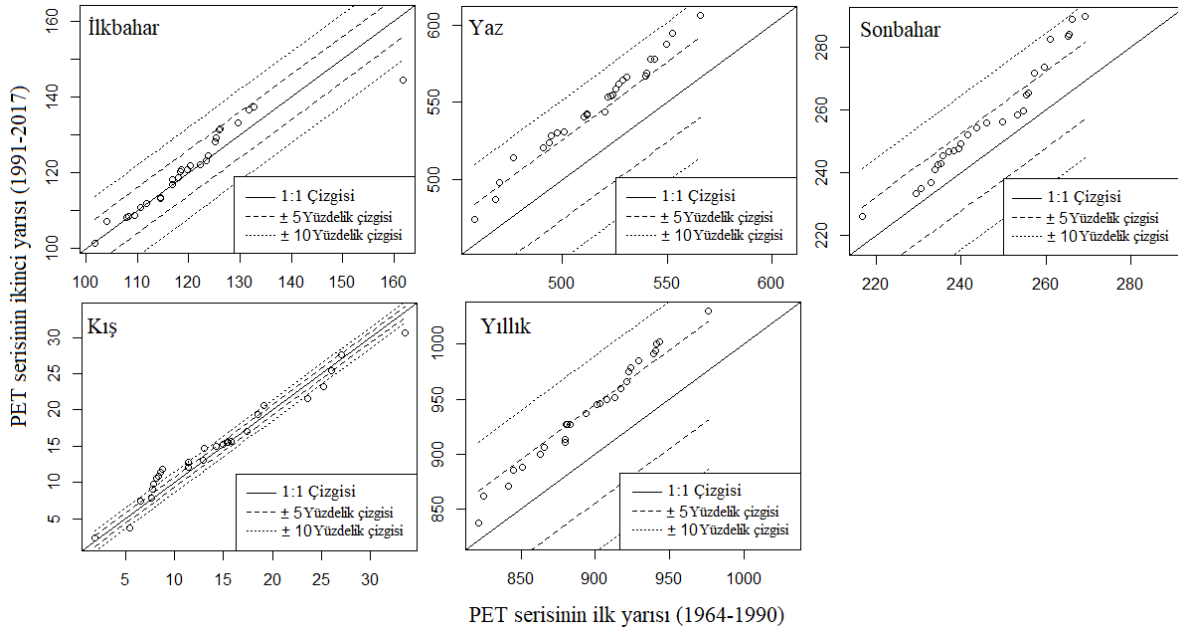 PET serisinin ikinci yarısı (1991-2017)
İlkbahar
160
140
120
100
100 110 120 130 140 150 160
1:1 Çizgisi
± 5 Yüzdelik çizgisi
± 10 Yüzdelik çizgisi
Yaz
600
550
500
500 550 600
1:1 Çizgisi
± 5 Yüzdelik çizgisi
± 10 Yüzdelik çizgisi
Sonbahar
280
260
240
220
220 240 260 280
1:1 Çizgisi
± 5 Yüzdelik çizgisi
± 10 Yüzdelik çizgisi
Kış
30
25
20
15
10
5
5 10 15 20 25 30
1:1 Çizgisi
± 5 Yüzdelik çizgisi
± 10 Yüzdelik çizgisi
Yıllık
1000
950
900
850
850 900 950 1000
1:1 Çizgisi
± 5 Yüzdelik çizgisi
± 10 Yüzdelik çizgisi
PET serisinin ilk yarısı (1964-1990)